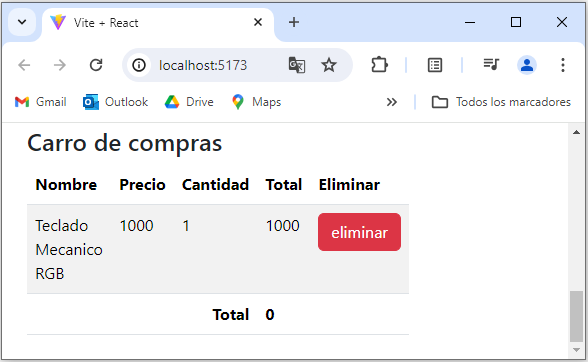 Vite + React
localhost:5173
Gmail Outlook Drive Maps Todos los marcadores
Carro de compras
Nombre Precio Cantidad Total Eliminar
Teclado 1000 1 1000 eliminar
Mecanico
RGB
Total 0